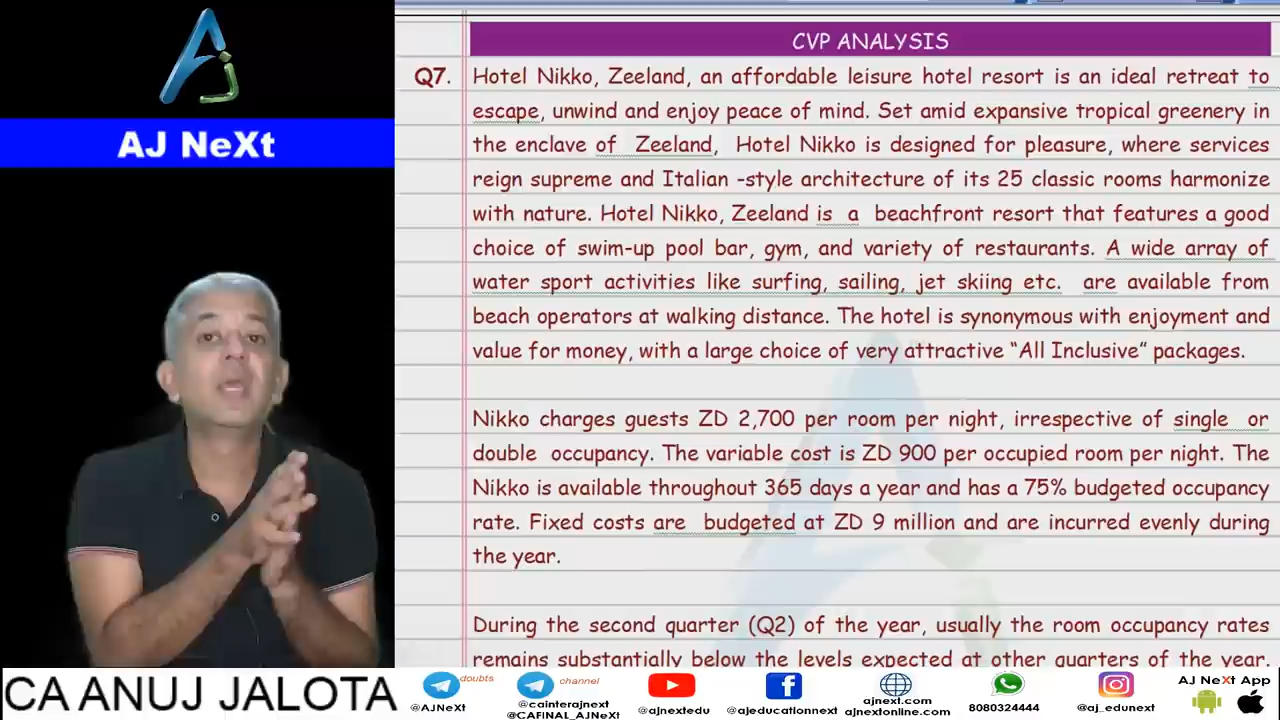 AJ NeXt
CVP ANALYSIS
Q7.
Hotel Nikko, Zeeland, an affordable leisure hotel resort is an ideal retreat to
escape, unwind and enjoy peace of mind. Set amid expansive tropical greenery in
the enclave of Zeeland, Hotel Nikko is designed for pleasure, where services
reign supreme and Italian -style architecture of its 25 classic rooms harmonize
with nature. Hotel Nikko, Zeeland is a beachfront resort that features a good
choice of swim-up pool bar, gym, and variety of restaurants. A wide array of
water sport activities like surfing, sailing, jet skiing etc. are available from
beach operators at walking distance. The hotel is synonymous with enjoyment and
value for money, with a large choice of very attractive “All Inclusive” packages.
Nikko charges guests ZD 2,700 per room per night, irrespective of single or
double occupancy. The variable cost is ZD 900 per occupied room per night. The
Nikko is available throughout 365 days a year and has a 75% budgeted occupancy
rate. Fixed costs are budgeted at ZD 9 million and are incurred evenly during
the year.
During the second quarter (Q2) of the year, usually the room occupancy rates
remains substantially below the levels expected at other quarters of the year.
CA ANUJ JALOTA
doubts
@AJNeXt
channel
@cainterajnext
@CAFINAL_AJNeXt
@ajnextedu
@ajeducationnext
ajnext.com
ajnextonline.com
8080324444
@aj_edunext
AJ NeXt App